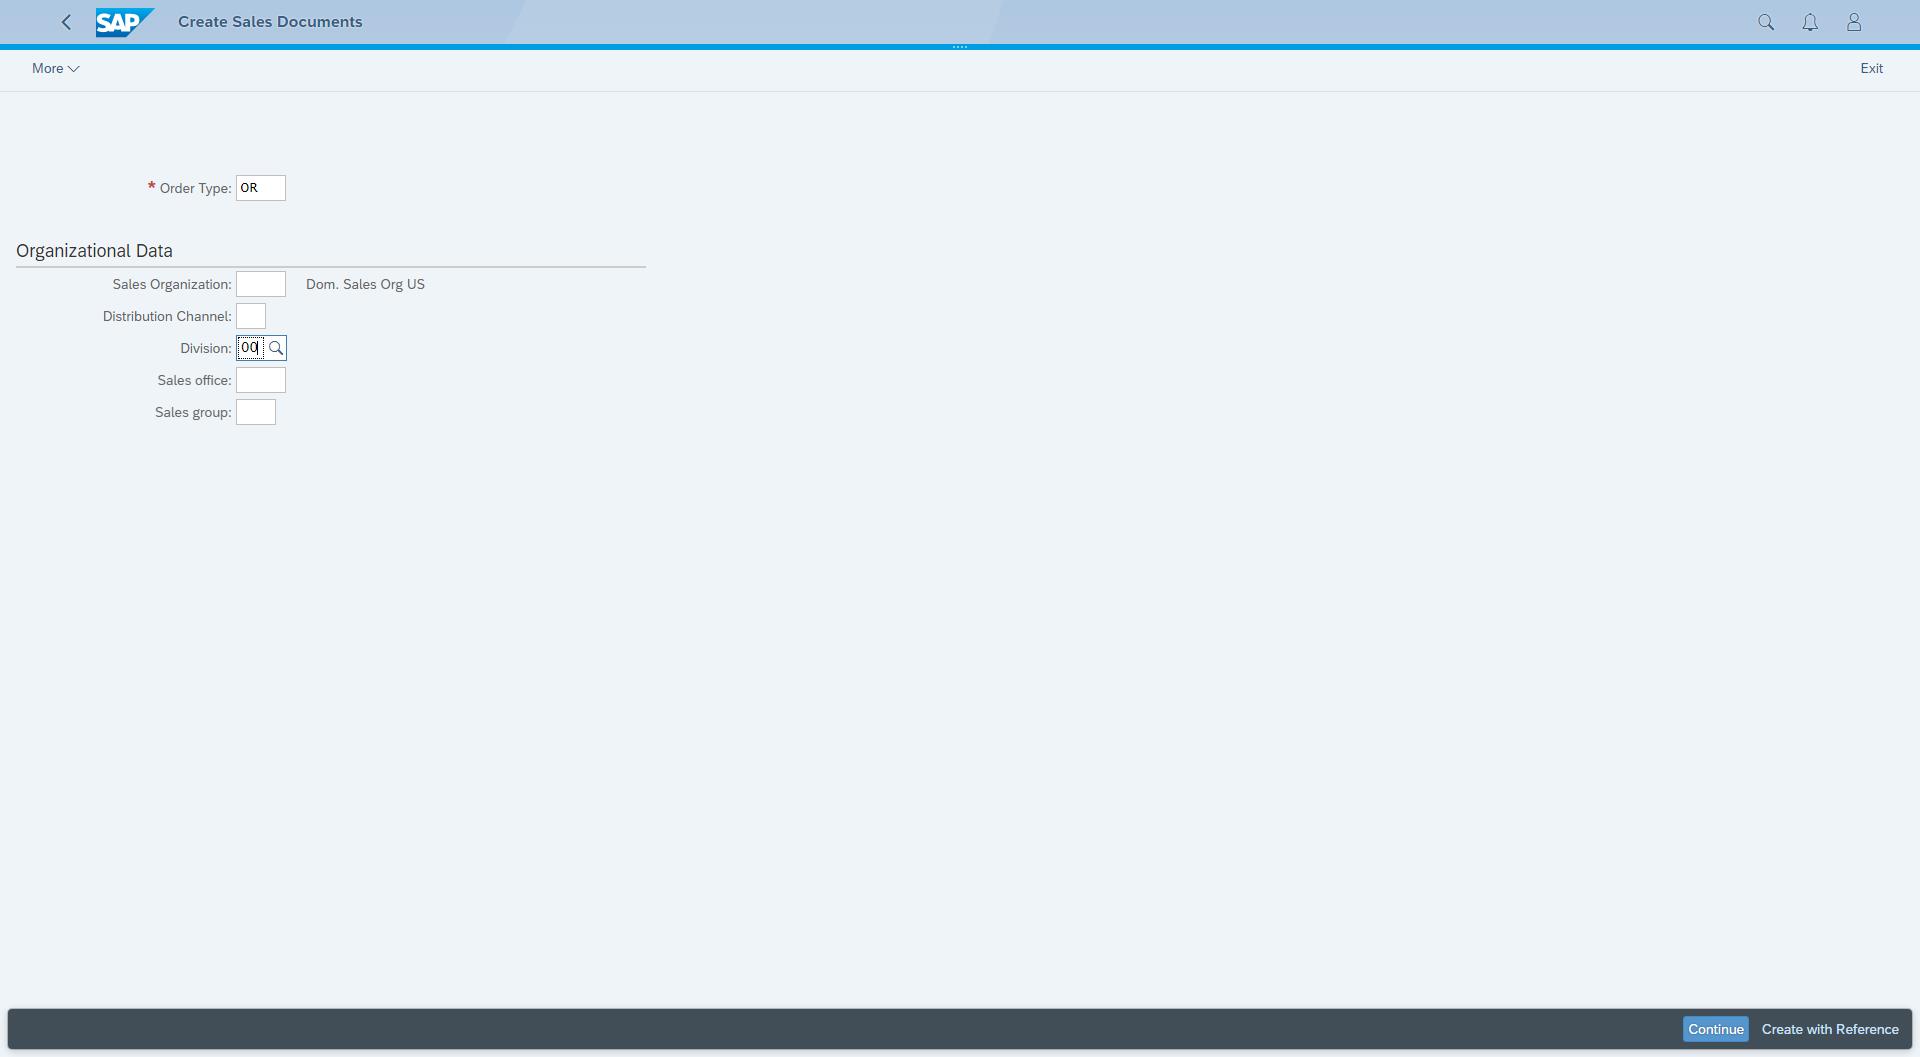 SAP Create Sales Documents
More Exit
* Order Type: OR
Organizational Data
Sales Organization: Dom. Sales Org US
Distribution Channel:
Division: 00
Sales office:
Sales group:
Continue Create with Reference